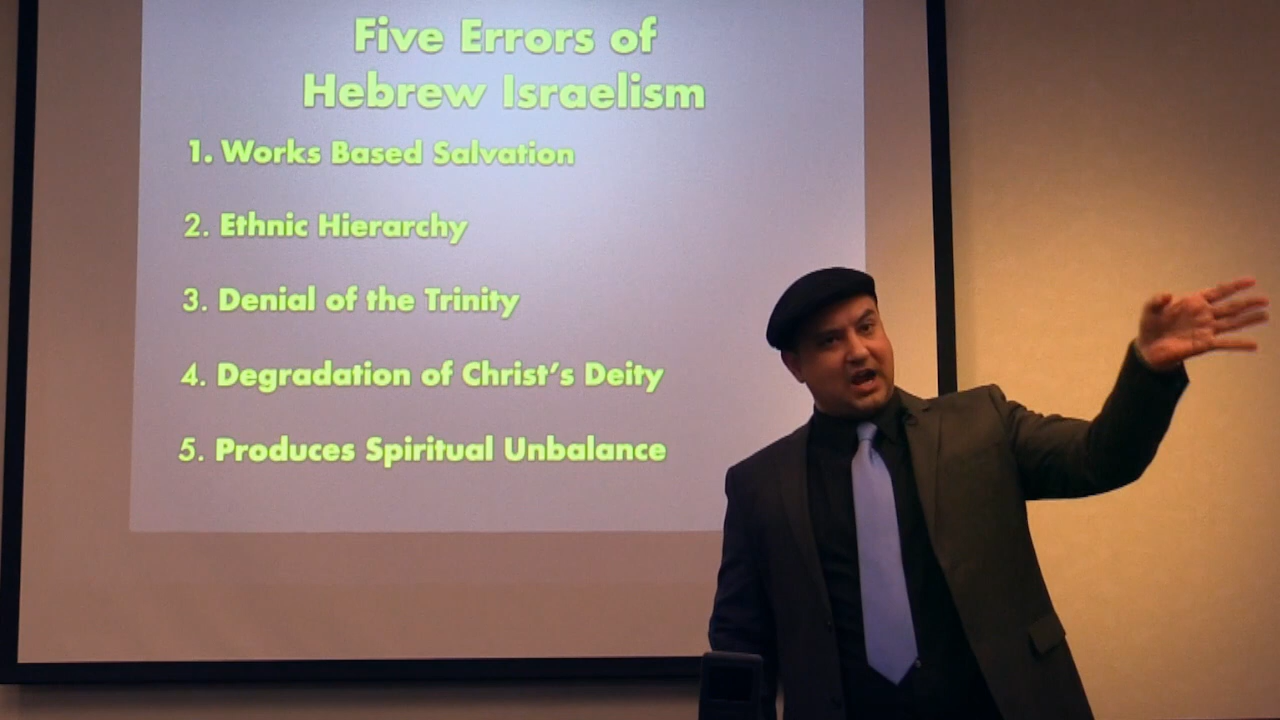 Five Errors of
Hebrew Israelism
1. Works Based Salvation
2. Ethnic Hierarchy
3. Denial of the Trinity
4. Degradation of Christ's Deity
5. Produces Spiritual Unbalance